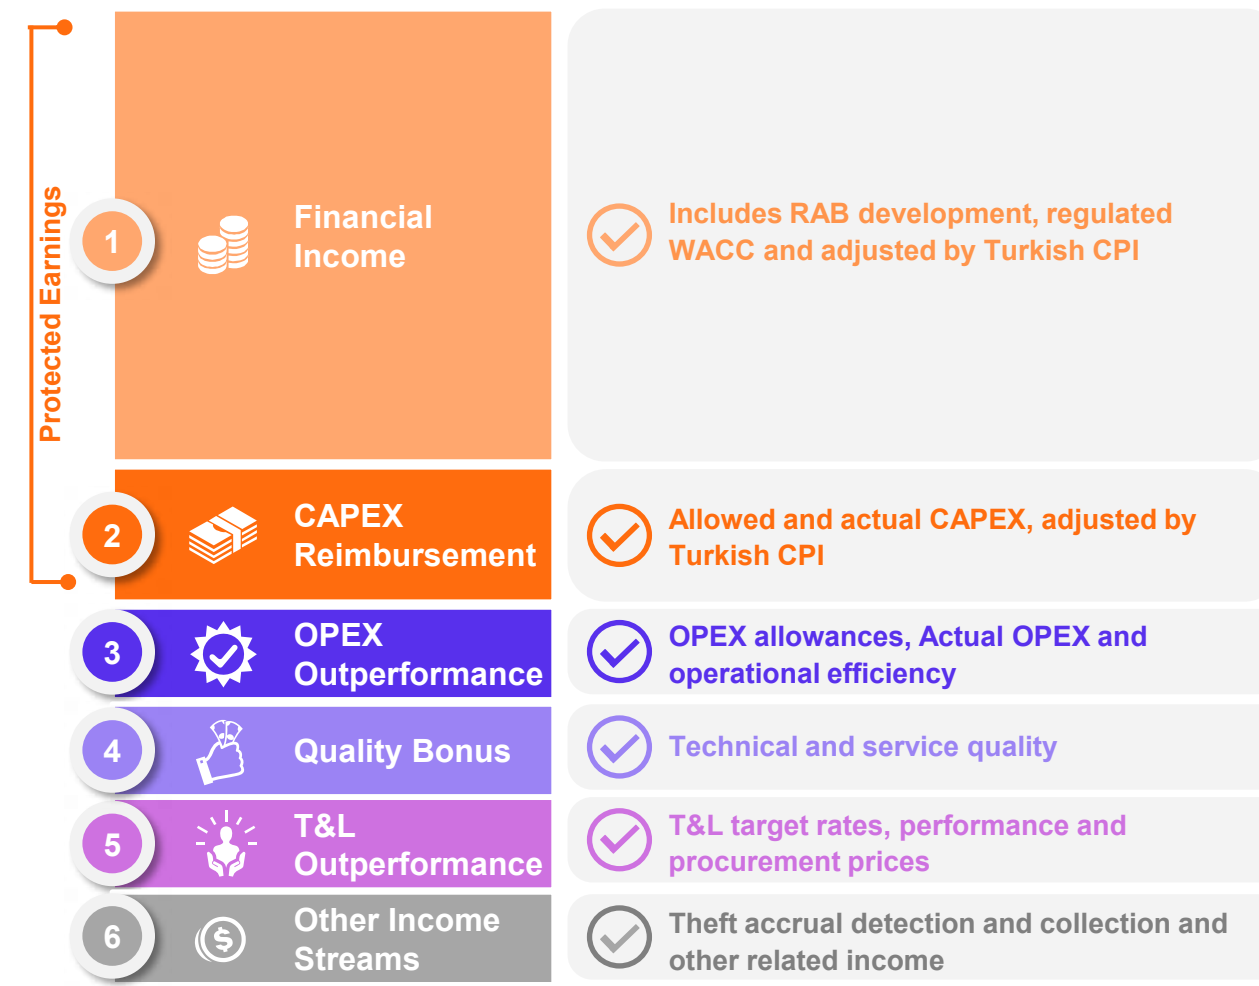 Protected Earnings
1
Financial
Income
Includes RAB development, regulated
WACC and adjusted by Turkish CPI
2
CAPEX
Reimbursement
Allowed and actual CAPEX, adjusted by
Turkish CPI
3
OPEX
Outperformance
OPEX allowances, Actual OPEX and
operational efficiency
4
Quality Bonus
Technical and service quality
5
T&L
Outperformance
T&L target rates, performance and
procurement prices
6
$
Other Income
Streams
Theft accrual detection and collection and
other related income